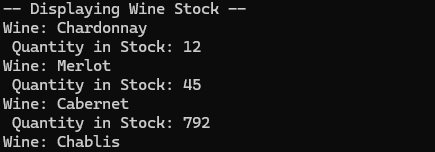 -- Displaying Wine Stock --
Wine: Chardonnay
 Quantity in Stock: 12
Wine: Merlot
 Quantity in Stock: 45
Wine: Cabernet
 Quantity in Stock: 792
Wine: Chablis